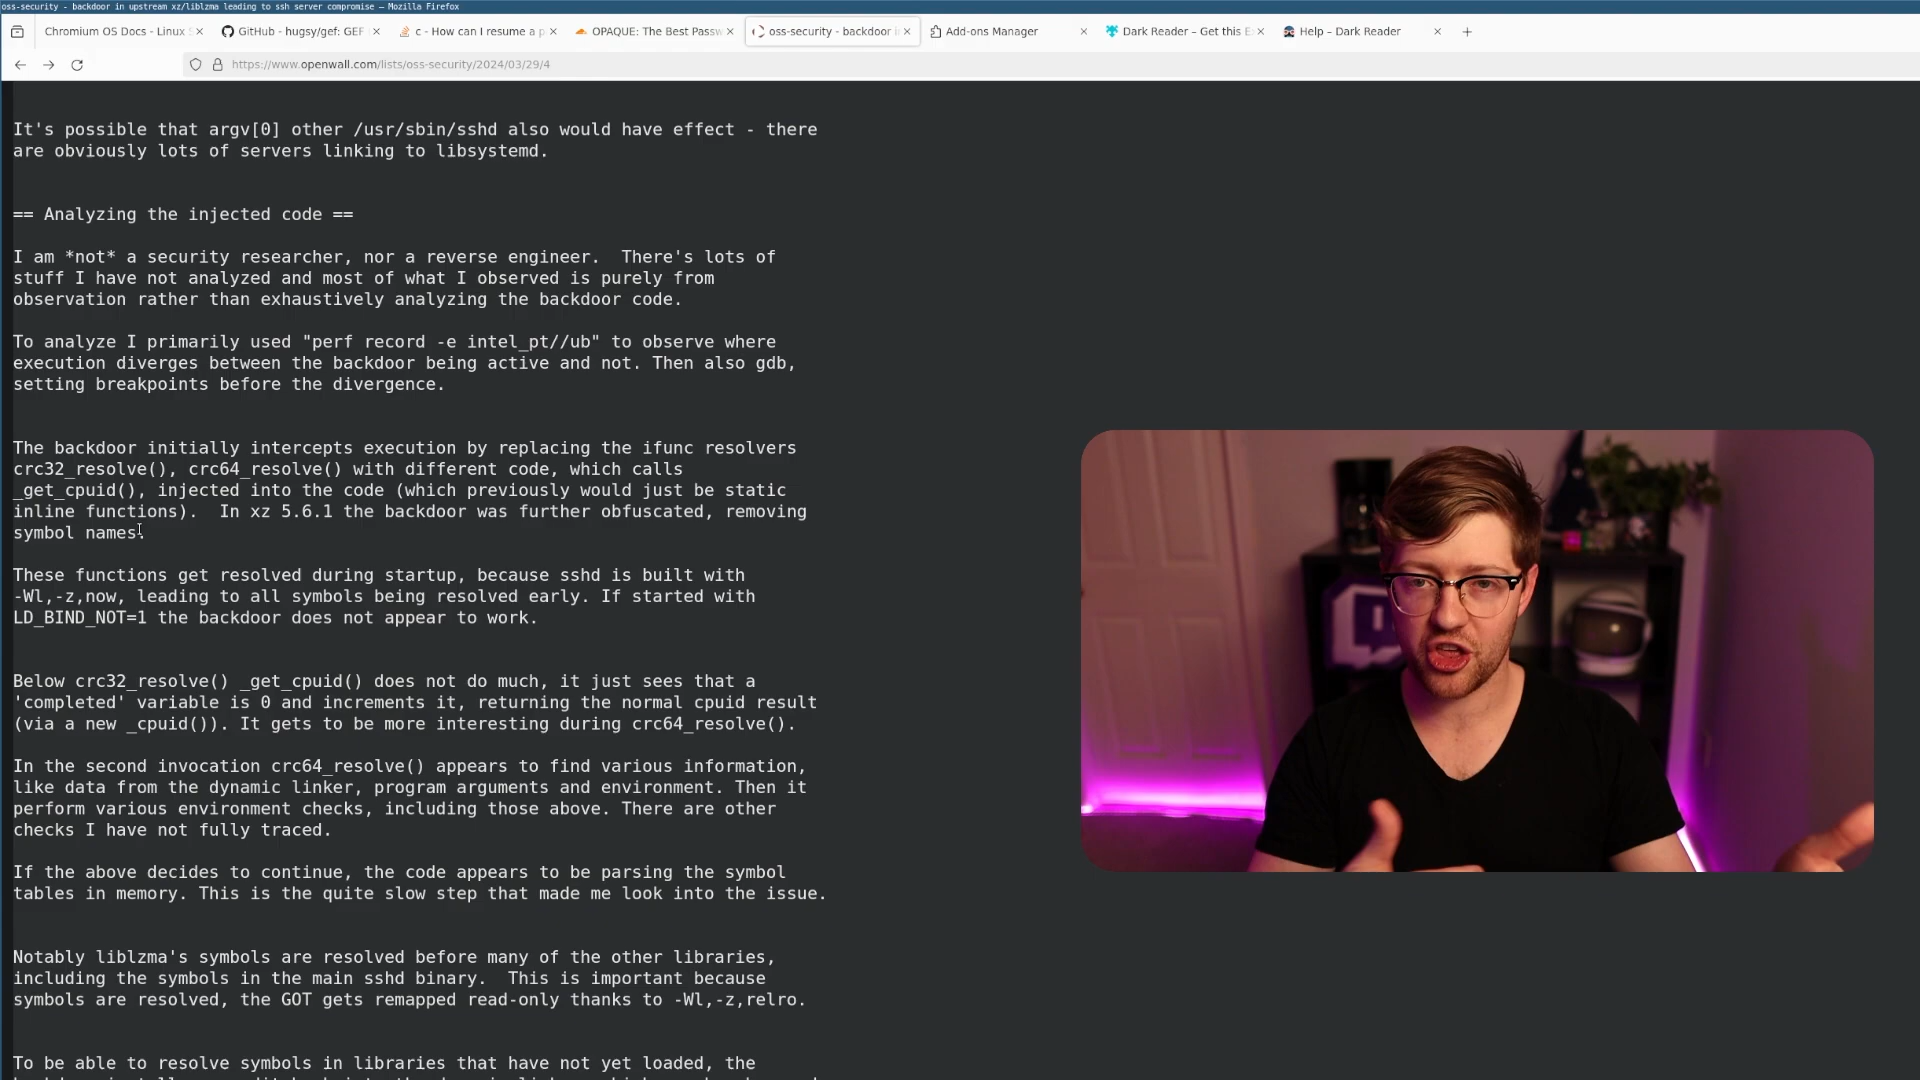 oss-security - backdoor in upstream xz/liblzma leading to ssh server compromise — Mozilla Firefox
Chromium OS Docs - Linux S
GitHub - hugsy/gef: GEF
c - How can I resume a p
OPAQUE: The Best Passw
oss-security - backdoor i
Add-ons Manager
Dark Reader – Get this E
Help – Dark Reader
https://www.openwall.com/lists/oss-security/2024/03/29/4
It's possible that argv[0] other /usr/sbin/sshd also would have effect - there
are obviously lots of servers linking to libsystemd.
== Analyzing the injected code ==
I am *not* a security researcher, nor a reverse engineer.  There's lots of
stuff I have not analyzed and most of what I observed is purely from
observation rather than exhaustively analyzing the backdoor code.
To analyze I primarily used "perf record -e intel_pt//ub" to observe where
execution diverges between the backdoor being active and not. Then also gdb,
setting breakpoints before the divergence.
The backdoor initially intercepts execution by replacing the ifunc resolvers
crc32_resolve(), crc64_resolve() with different code, which calls
_get_cpuid(), injected into the code (which previously would just be static
inline functions).  In xz 5.6.1 the backdoor was further obfuscated, removing
symbol names.
These functions get resolved during startup, because sshd is built with
-Wl,-z,now, leading to all symbols being resolved early. If started with
LD_BIND_NOT=1 the backdoor does not appear to work.
Below crc32_resolve() _get_cpuid() does not do much, it just sees that a
'completed' variable is 0 and increments it, returning the normal cpuid result
(via a new _cpuid()). It gets to be more interesting during crc64_resolve().
In the second invocation crc64_resolve() appears to find various information,
like data from the dynamic linker, program arguments and environment. Then it
perform various environment checks, including those above. There are other
checks I have not fully traced.
If the above decides to continue, the code appears to be parsing the symbol
tables in memory. This is the quite slow step that made me look into the issue.
Notably liblzma's symbols are resolved before many of the other libraries,
including the symbols in the main sshd binary.  This is important because
symbols are resolved, the GOT gets remapped read-only thanks to -Wl,-z,relro.
To be able to resolve symbols in libraries that have not yet loaded, the